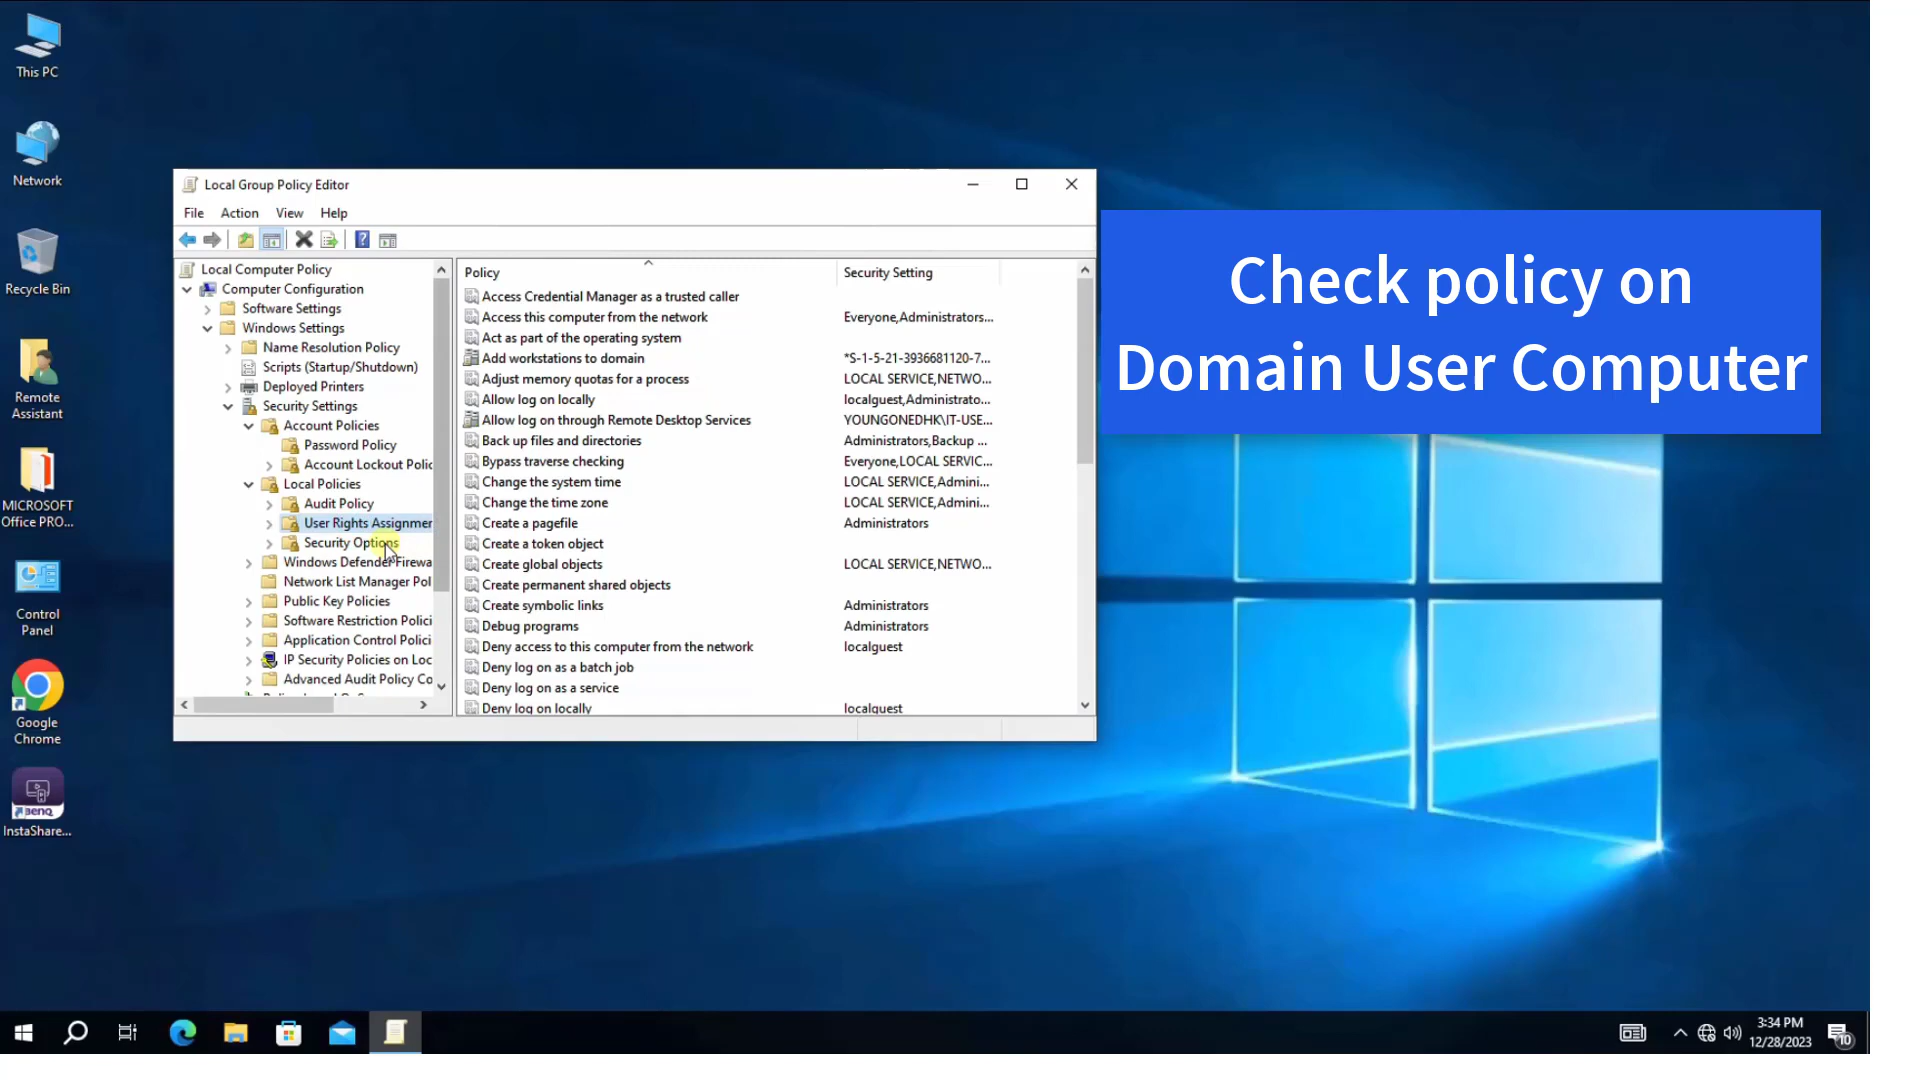 This PC
Network
Recycle Bin
Remote
Assistant
MICROSOFT
Office PRO...
Control
Panel
Google
Chrome
BenQ
InstaShare...
Local Group Policy Editor
File Action View Help
Local Computer Policy
Computer Configuration
Software Settings
Windows Settings
Name Resolution Policy
Scripts (Startup/Shutdown)
Deployed Printers
Security Settings
Account Policies
Password Policy
Account Lockout Polic
Local Policies
Audit Policy
User Rights Assignmer
Security Options
Windows Defender Firewa
Network List Manager Pol
Public Key Policies
Software Restriction Polici
Application Control Polici
IP Security Policies on Loc
Advanced Audit Policy Co
Policy Security Setting
Access Credential Manager as a trusted caller
Access this computer from the network Everyone,Administrators...
Act as part of the operating system
Add workstations to domain *S-1-5-21-3936681120-7...
Adjust memory quotas for a process LOCAL SERVICE,NETWO...
Allow log on locally localguest,Administrato...
Allow log on through Remote Desktop Services YOUNGONEDHK\IT-USE...
Back up files and directories Administrators,Backup ...
Bypass traverse checking Everyone,LOCAL SERVIC...
Change the system time LOCAL SERVICE,Admini...
Change the time zone LOCAL SERVICE,Admini...
Create a pagefile Administrators
Create a token object
Create global objects LOCAL SERVICE,NETWO...
Create permanent shared objects
Create symbolic links Administrators
Debug programs Administrators
Deny access to this computer from the network localguest
Deny log on as a batch job
Deny log on as a service
Deny log on locally localguest
Check policy on
Domain User Computer
3:34 PM
12/28/2023
10